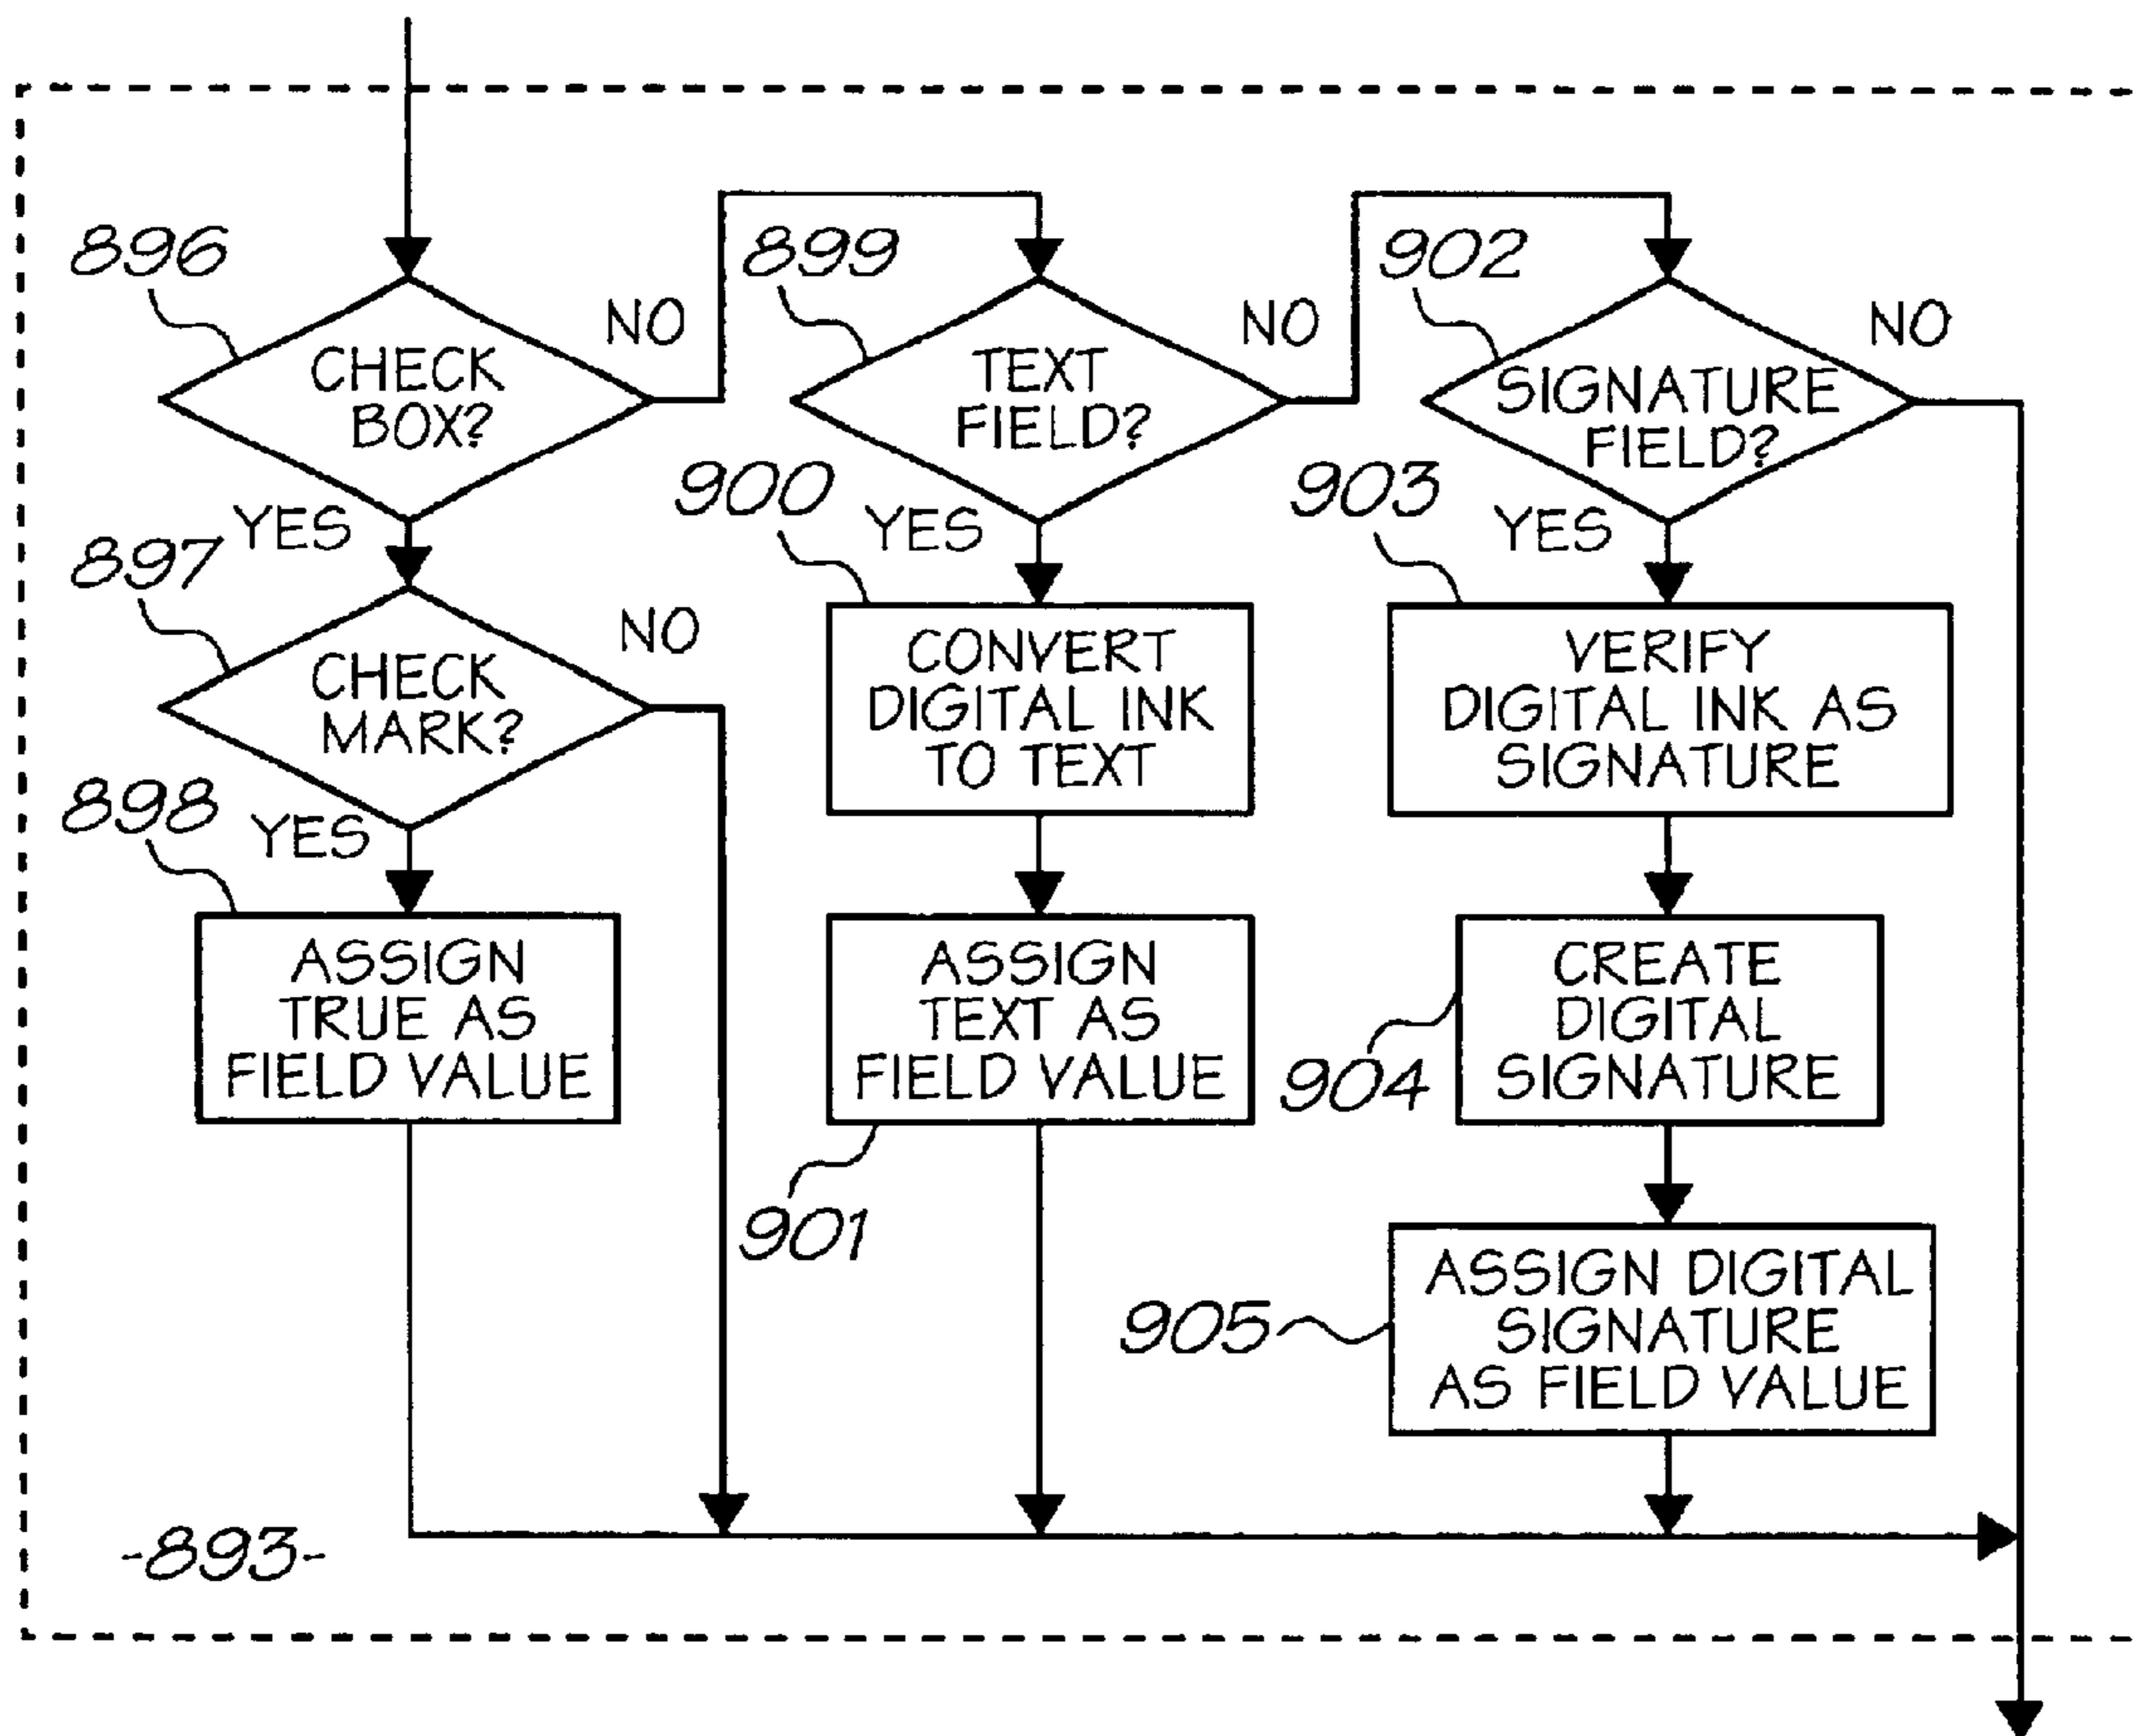 896
CHECK
BOX?
NO
YES
897
CHECK
MARK?
NO
YES
898
ASSIGN
TRUE AS
FIELD VALUE
899
TEXT
FIELD?
NO
YES
900
CONVERT
DIGITAL INK
TO TEXT
ASSIGN
TEXT AS
FIELD VALUE
901
902
SIGNATURE
FIELD?
NO
YES
903
VERIFY
DIGITAL INK AS
SIGNATURE
CREATE
DIGITAL
SIGNATURE
904
ASSIGN DIGITAL
SIGNATURE
AS FIELD VALUE
905
-893-